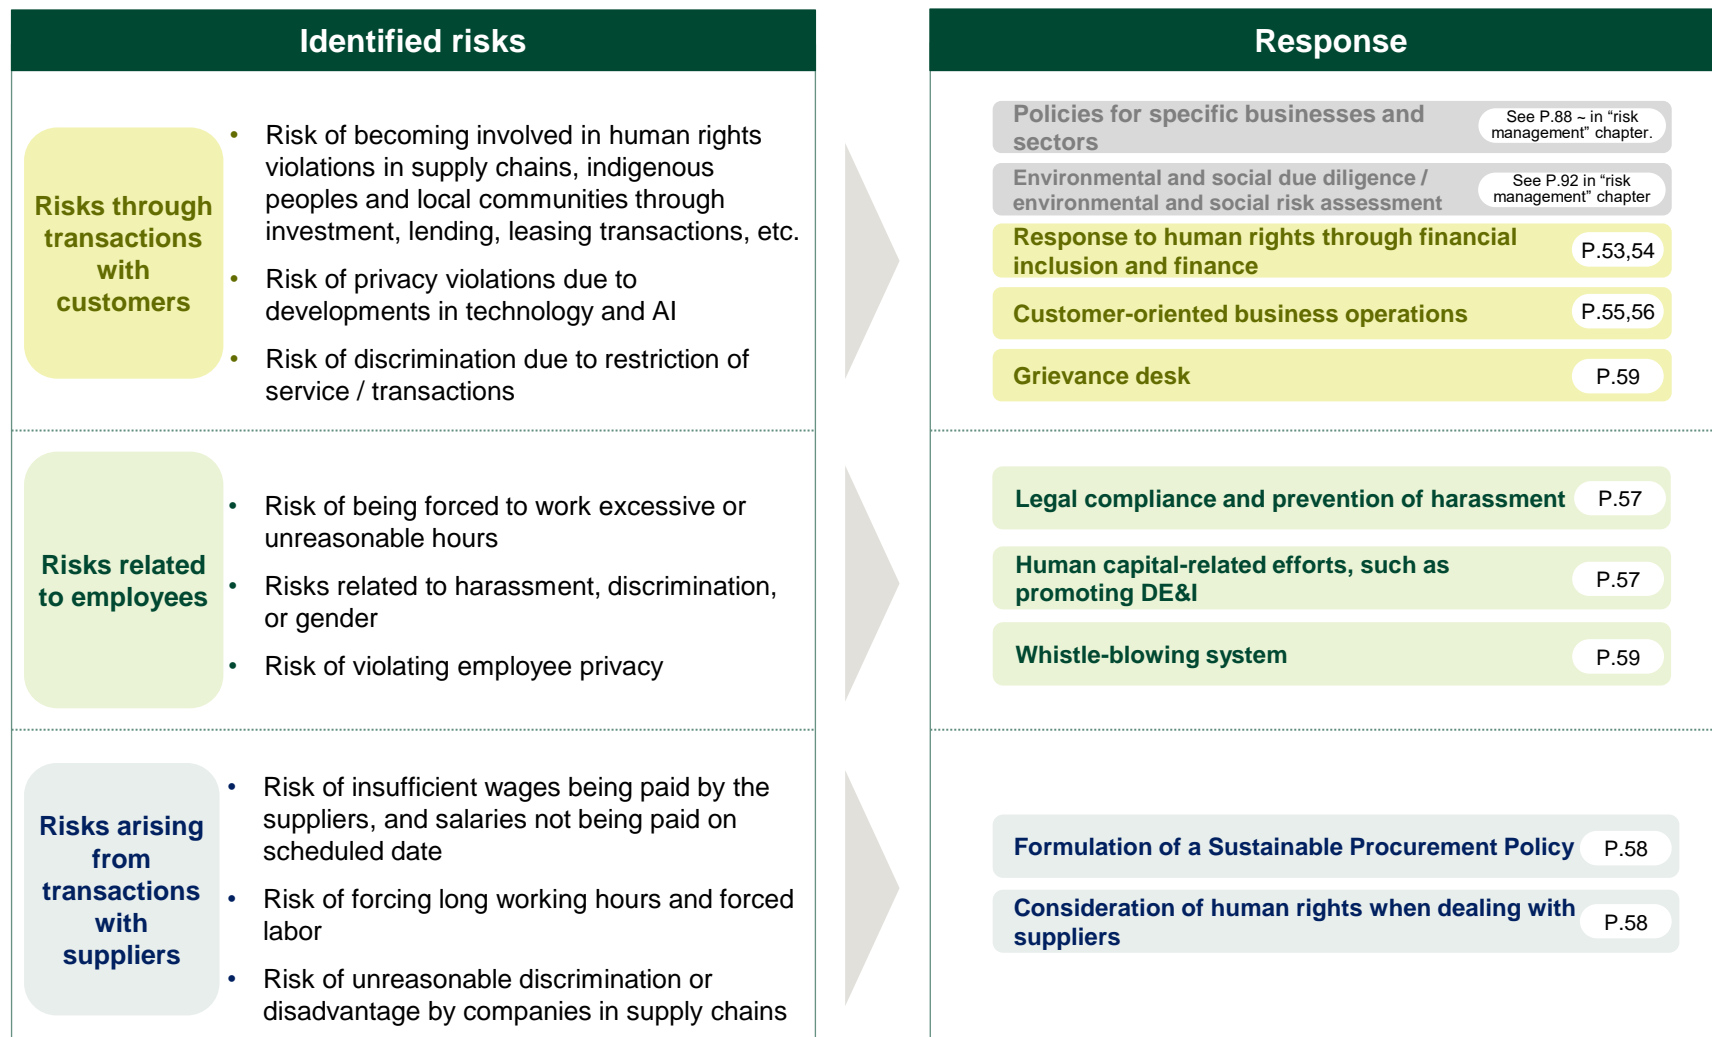 Identified risks
Response
Risks through
transactions
with
customers
• Risk of becoming involved in human rights
violations in supply chains, indigenous
peoples and local communities through
investment, lending, leasing transactions, etc.
• Risk of privacy violations due to
developments in technology and AI
• Risk of discrimination due to restriction of
service / transactions
Policies for specific businesses and
sectors
See P.88 ~ in “risk
management” chapter.
Environmental and social due diligence /
environmental and social risk assessment
See P.92 in “risk
management” chapter
Response to human rights through financial
inclusion and finance
P.53,54
Customer-oriented business operations
P.55,56
Grievance desk
P.59
Risks related
to employees
• Risk of being forced to work excessive or
unreasonable hours
• Risks related to harassment, discrimination,
or gender
• Risk of violating employee privacy
Legal compliance and prevention of harassment
P.57
Human capital-related efforts, such as
promoting DE&I
P.57
Whistle-blowing system
P.59
Risks arising
from
transactions
with
suppliers
• Risk of insufficient wages being paid by the
suppliers, and salaries not being paid on
scheduled date
• Risk of forcing long working hours and forced
labor
• Risk of unreasonable discrimination or
disadvantage by companies in supply chains
Formulation of a Sustainable Procurement Policy
P.58
Consideration of human rights when dealing with
suppliers
P.58